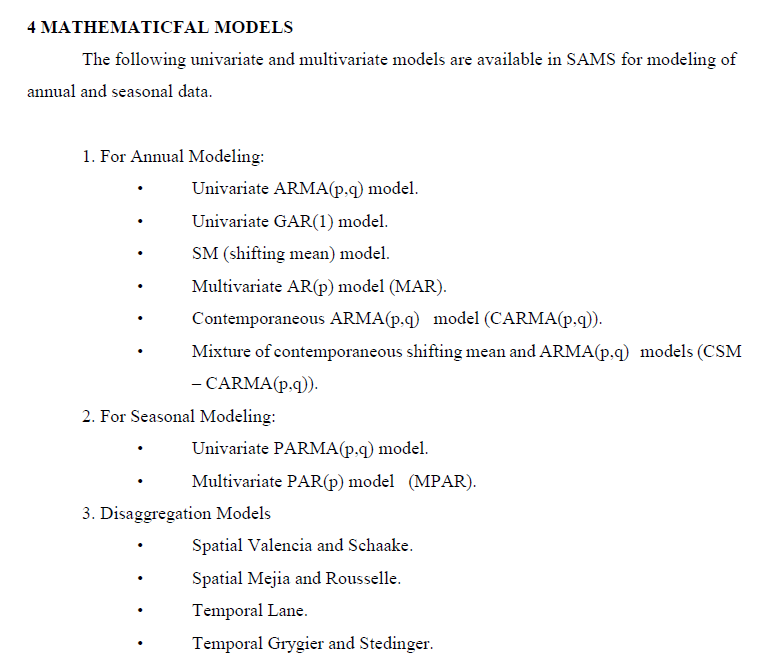 4 MATHEMATICFAL MODELS
The following univariate and multivariate models are available in SAMS for modeling of
annual and seasonal data.
1. For Annual Modeling:
• Univariate ARMA(p,q) model.
• Univariate GAR(1) model.
• SM (shifting mean) model.
• Multivariate AR(p) model (MAR).
• Contemporaneous ARMA(p,q) model (CARMA(p,q)).
• Mixture of contemporaneous shifting mean and ARMA(p,q) models (CSM
– CARMA(p,q)).
2. For Seasonal Modeling:
• Univariate PARMA(p,q) model.
• Multivariate PAR(p) model (MPAR).
3. Disaggregation Models
• Spatial Valencia and Schaake.
• Spatial Mejia and Rousselle.
• Temporal Lane.
• Temporal Grygier and Stedinger.